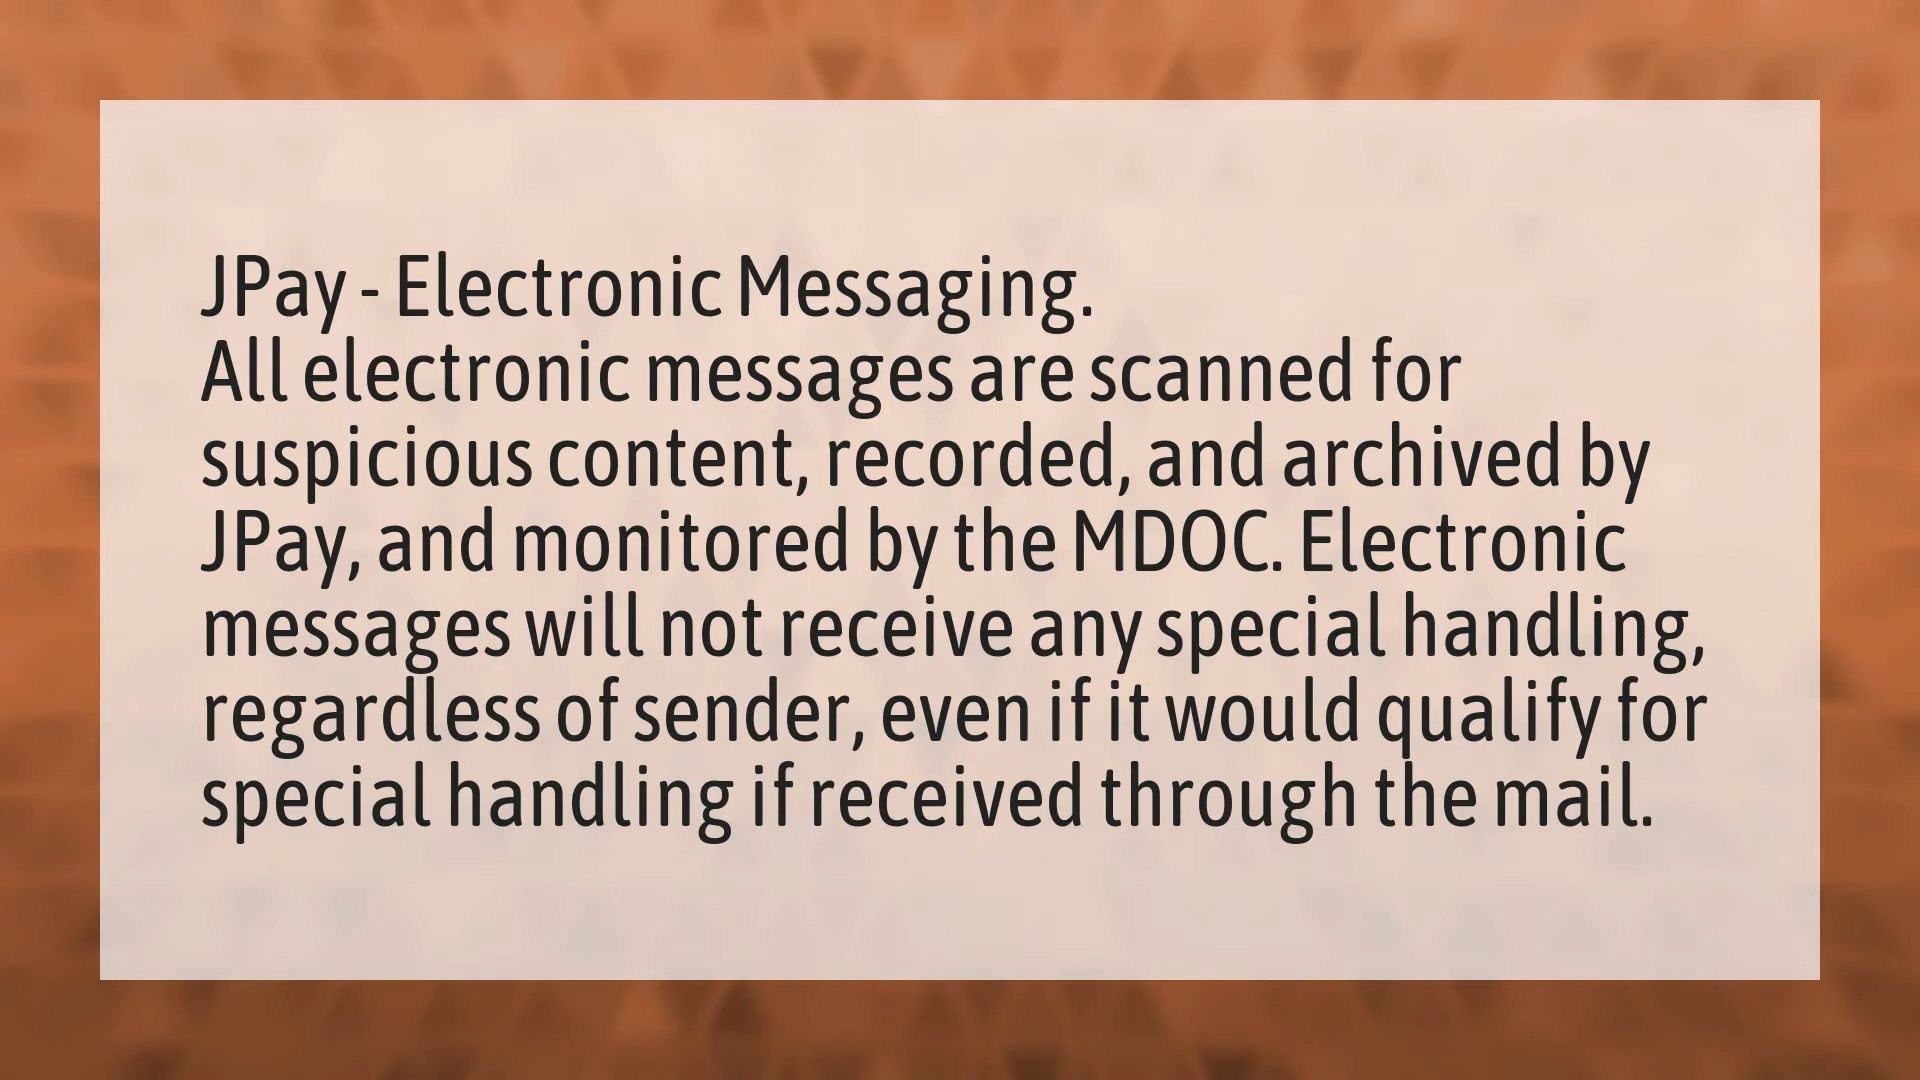 JPay - Electronic Messaging.
All electronic messages are scanned for
suspicious content, recorded, and archived by
JPay, and monitored by the MDOC. Electronic
messages will not receive any special handling,
regardless of sender, even if it would qualify for
special handling if received through the mail.